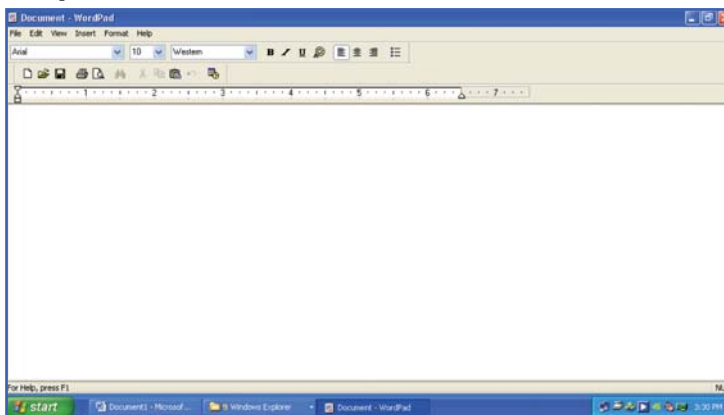 Document - WordPad
File Edit View Insert Format Help
Arial 10 Western B / U
1 2 3 4 5 6 7
For Help, press F1
start Document1 - Microsof... 9 Windows Explorer Document - WordPad 3:30 PM